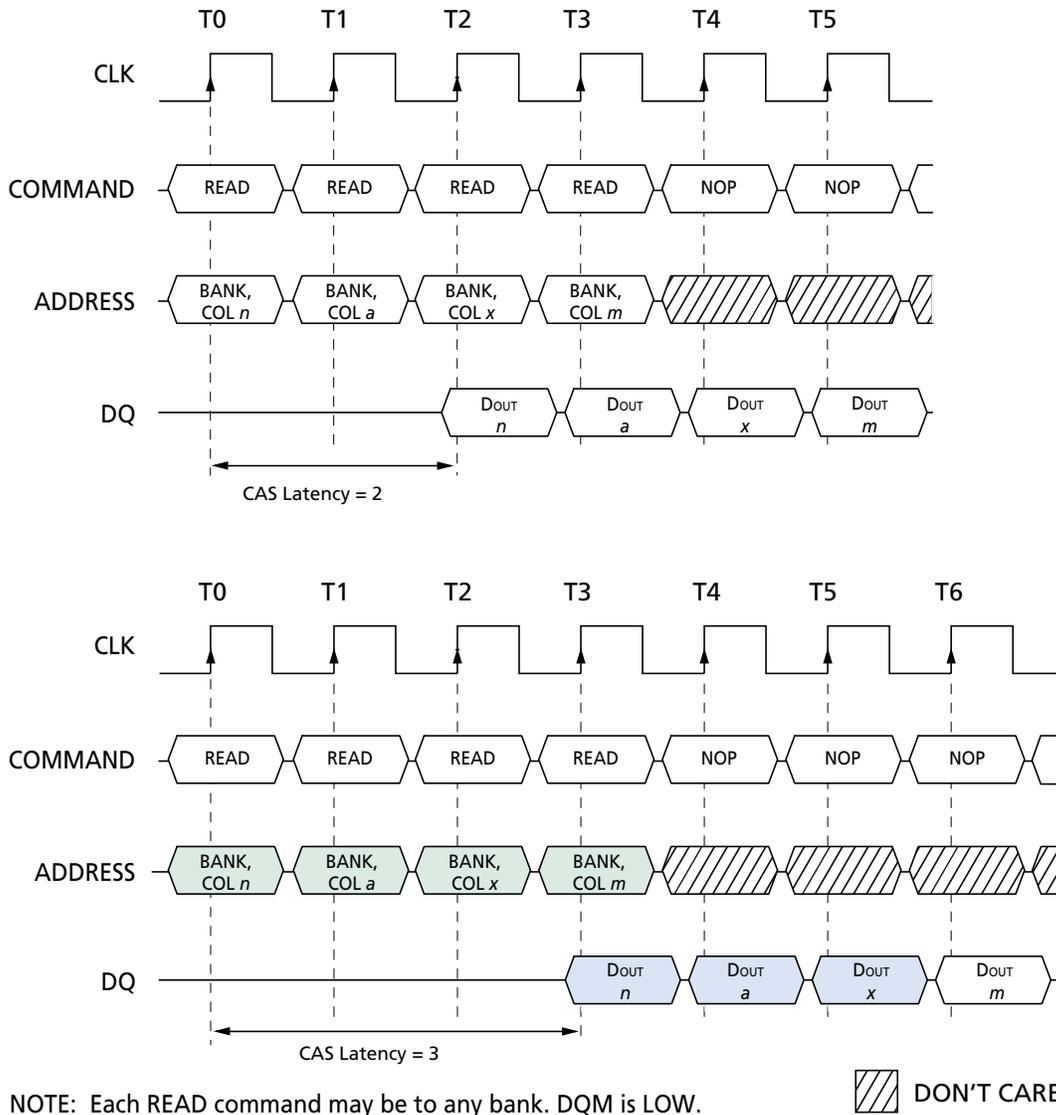 T0 T1 T2 T3 T4 T5
CLK
COMMAND READ READ READ READ NOP NOP
ADDRESS BANK, BANK, BANK, BANK,
COL n COL a COL x COL m
DQ DOUT DOUT DOUT DOUT
n a x m
CAS Latency = 2
T0 T1 T2 T3 T4 T5 T6
CLK
COMMAND READ READ READ READ NOP NOP NOP
ADDRESS BANK, BANK, BANK, BANK,
COL n COL a COL x COL m
DQ DOUT DOUT DOUT DOUT
n a x m
CAS Latency = 3
NOTE: Each READ command may be to any bank. DQM is LOW.
DON'T CARE